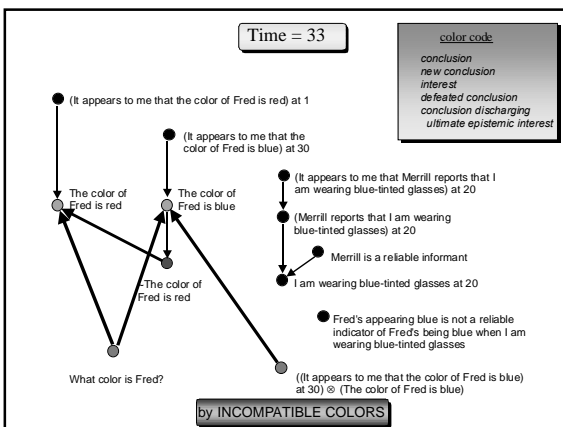 Time = 33
color code
conclusion
new conclusion
interest
defeated conclusion
conclusion discharging
ultimate epistemic interest
(It appears to me that the color of Fred is red) at 1
(It appears to me that the
color of Fred is blue) at 30
(It appears to me that Merrill reports that I
am wearing blue-tinted glasses) at 20
The color of
Fred is red
The color of
Fred is blue
(Merrill reports that I am wearing
blue-tinted glasses) at 20
Merrill is a reliable informant
~The color of
Fred is red
I am wearing blue-tinted glasses at 20
Fred's appearing blue is not a reliable
indicator of Fred's being blue when I am
wearing blue-tinted glasses
What color is Fred?
((It appears to me that the color of Fred is blue)
at 30) ⊗ (The color of Fred is blue)
by INCOMPATIBLE COLORS